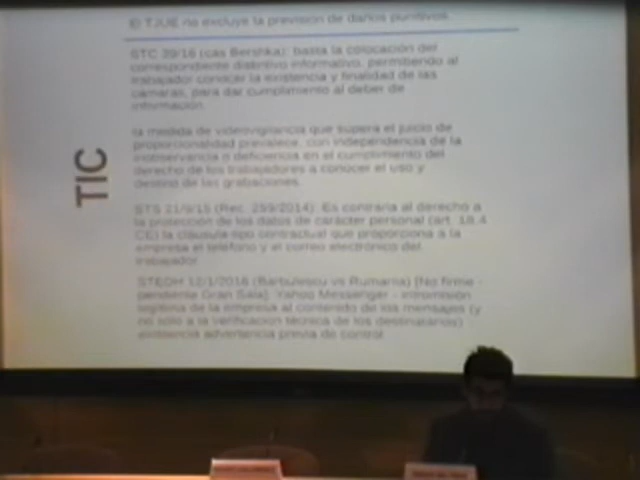 El TJUE no excluye la previsión de daños punitivos.
STC 39/16 (cas Bershka): basta la colocación del
correspondiente distintivo informativo, permitiendo al
trabajador conocer la existencia y finalidad de las
cámaras, para dar cumplimiento al deber de
información.
la medida de videovigilancia que supera el juicio de
proporcionalidad prevalece, con independencia de la
inobservancia o deficiencia en el cumplimiento del
derecho de los trabajadores a conocer el uso y
destino de las grabaciones.
TIC
STS 21/9/15 (Rec. 259/2014): Es contraria al derecho a
la protección de los datos de carácter personal (art. 18.4
CE) la cláusula-tipo contractual que proporciona a la
empresa el teléfono y el correo electrónico del
trabajador
STEDH 12/1/2016 (Barbulescu vs Rumanía) [No firme -
pendiente Gran Sala]: Yahoo Messenger - intromisión
legítima de la empresa al contenido de los mensajes (y
no sólo a la verificación técnica de los destinatarios)
existencia advertencia previa de control